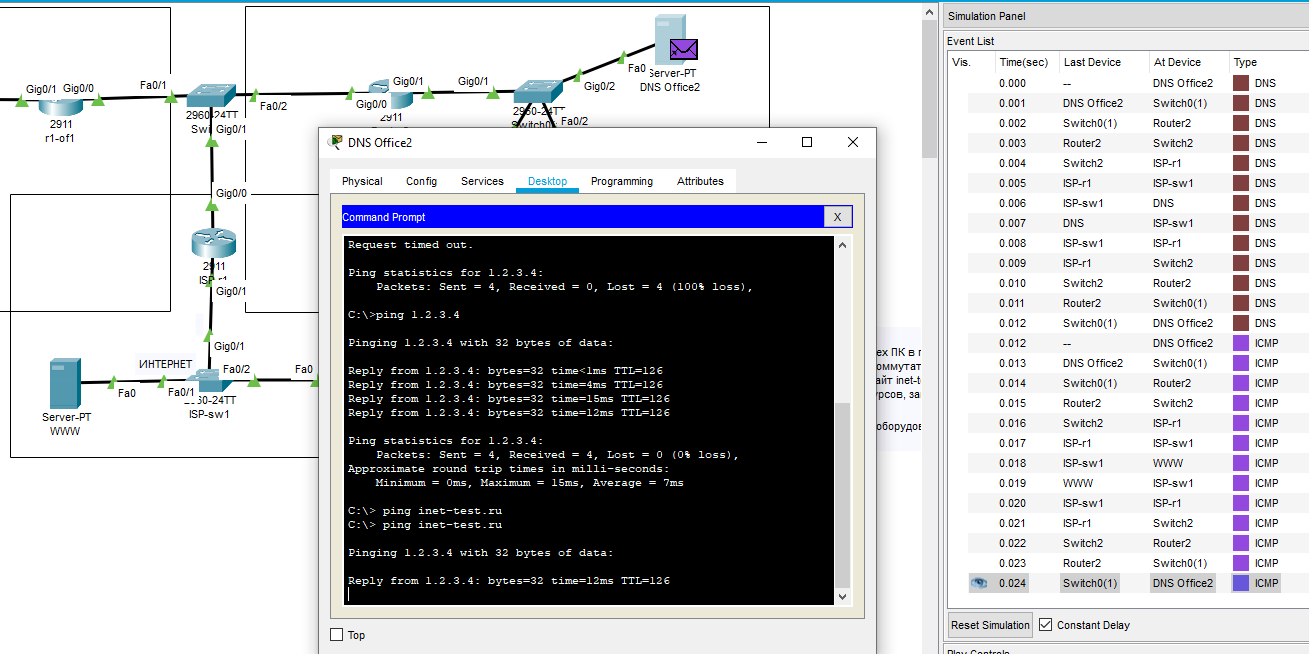 Gig0/1 Gig0/0
2911
r1-of1
Fa0/1
2960-24TT
Gig0/1
Fa0/2
Gig0/0
Gig0/1
2911
Gig0/1
2960-24TT
Gig0/2
Fa0/2
Fa0
Server-PT
DNS Office2
Gig0/0
2911
ISP-r1
Gig0/1
Gig0/1
ИНТЕРНЕТ
Fa0/2
Fa0
Fa0
Fa0/1
ISP-sw1
Server-PT
WWW
DNS Office2
Physical Config Services Desktop Programming Attributes
Command Prompt X
Request timed out.
Ping statistics for 1.2.3.4:
Packets: Sent = 4, Received = 0, Lost = 4 (100% loss),
C:\>ping 1.2.3.4
Pinging 1.2.3.4 with 32 bytes of data:
Reply from 1.2.3.4: bytes=32 time<1ms TTL=126
Reply from 1.2.3.4: bytes=32 time=4ms TTL=126
Reply from 1.2.3.4: bytes=32 time=15ms TTL=126
Reply from 1.2.3.4: bytes=32 time=12ms TTL=126
Ping statistics for 1.2.3.4:
Packets: Sent = 4, Received = 4, Lost = 0 (0% loss),
Approximate round trip times in milli-seconds:
Minimum = 0ms, Maximum = 15ms, Average = 7ms
C:\> ping inet-test.ru
C:\> ping inet-test.ru
Pinging 1.2.3.4 with 32 bytes of data:
Reply from 1.2.3.4: bytes=32 time=12ms TTL=126
Top
Simulation Panel
Event List
Vis. Time(sec) Last Device At Device Type
0.000 -- DNS Office2 DNS
0.001 DNS Office2 Switch0(1) DNS
0.002 Switch0(1) Router2 DNS
0.003 Router2 Switch2 DNS
0.004 Switch2 ISP-r1 DNS
0.005 ISP-r1 ISP-sw1 DNS
0.006 ISP-sw1 DNS DNS
0.007 DNS ISP-sw1 DNS
0.008 ISP-sw1 ISP-r1 DNS
0.009 ISP-r1 Switch2 DNS
0.010 Switch2 Router2 DNS
0.011 Router2 Switch0(1) DNS
0.012 Switch0(1) DNS Office2 DNS
0.012 -- DNS Office2 ICMP
0.013 DNS Office2 Switch0(1) ICMP
0.014 Switch0(1) Router2 ICMP
0.015 Router2 Switch2 ICMP
0.016 Switch2 ISP-r1 ICMP
0.017 ISP-r1 ISP-sw1 ICMP
0.018 ISP-sw1 WWW ICMP
0.019 WWW ISP-sw1 ICMP
0.020 ISP-sw1 ISP-r1 ICMP
0.021 ISP-r1 Switch2 ICMP
0.022 Switch2 Router2 ICMP
0.023 Router2 Switch0(1) ICMP
0.024 Switch0(1) DNS Office2 ICMP
Reset Simulation Constant Delay
Play Controls